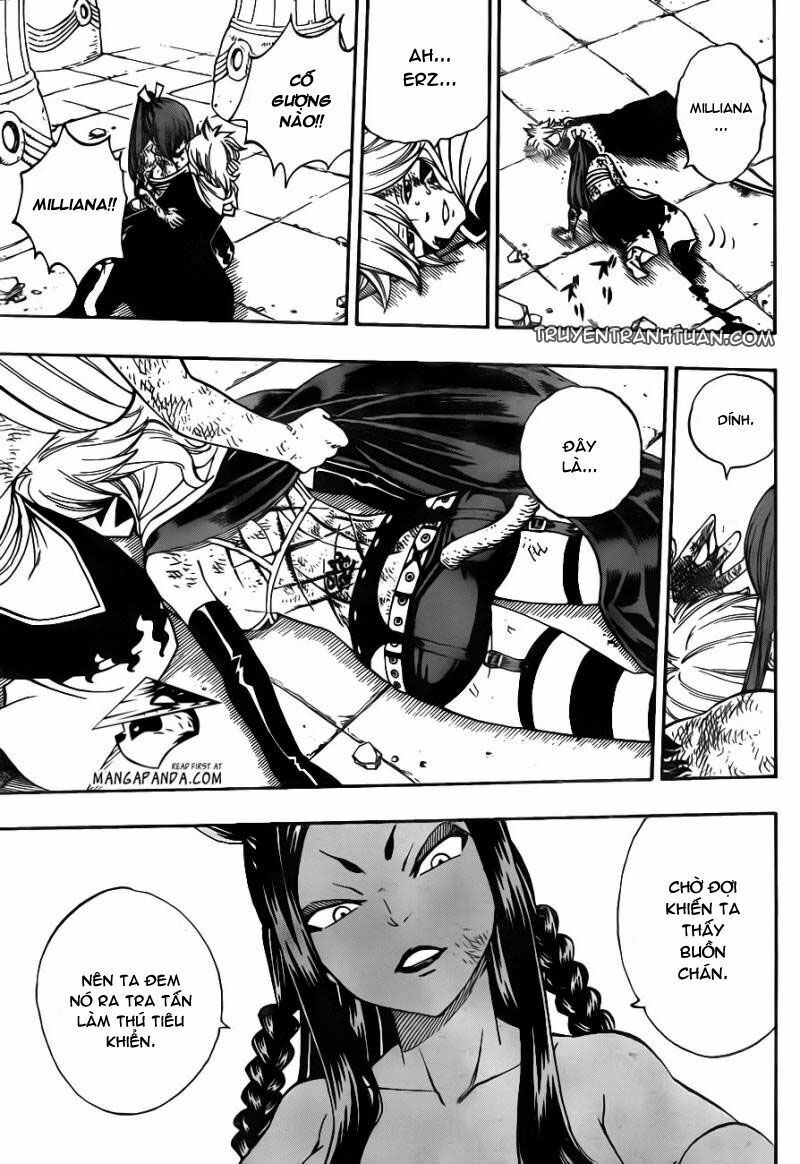 MILLIANA
...
AH...
ERZ...
CỐ
GƯỢNG
NÀO!!
MILLIANA!!
TRUYENTRANHTUAN.COM
DÍNH.
ĐÂY
LÀ...
READ FIRST AT
MANGAPANDA.COM
CHỜ ĐỢI
KHIẾN TA
THẤY
BUỒN
CHÁN.
NÊN TA ĐEM
NÓ RA TRA TẤN
LÀM THÚ TIÊU
KHIỂN.